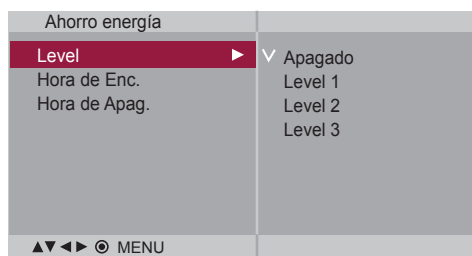 Ahorro energía
Level
Hora de Enc.
Hora de Apag.
Apagado
Level 1
Level 2
Level 3
MENU